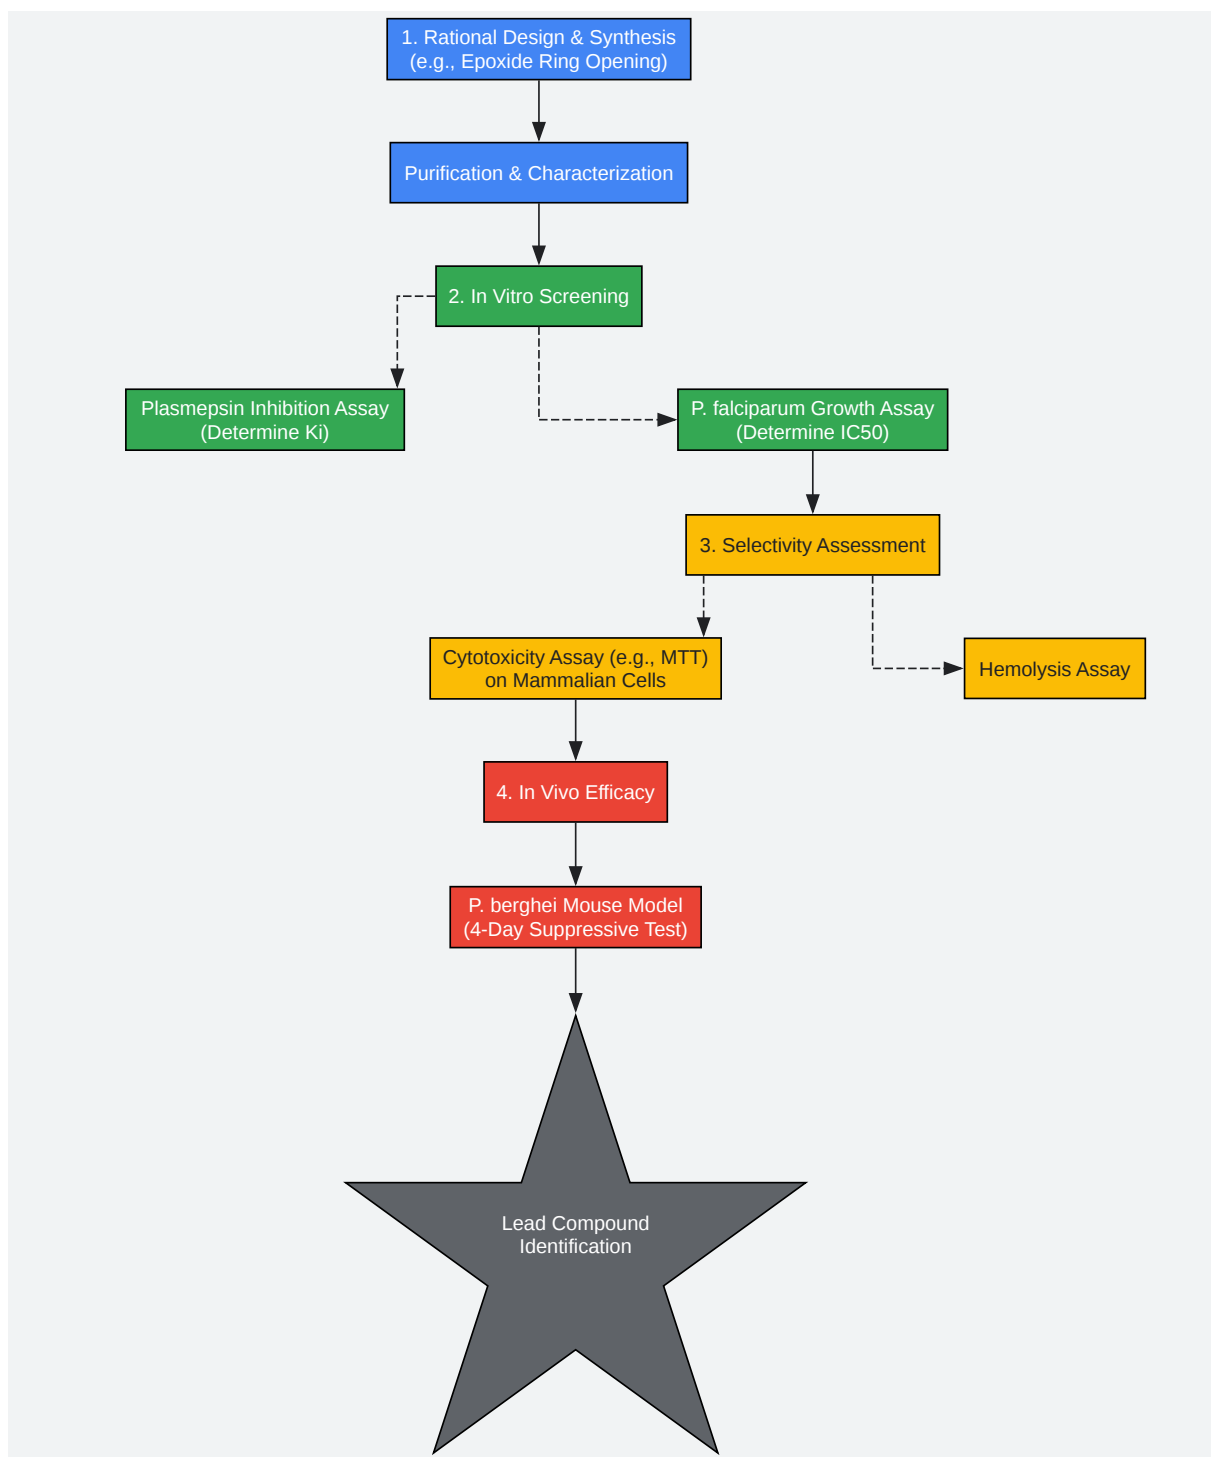 1. Rational Design & Synthesis
(e.g., Epoxide Ring Opening)
Purification & Characterization
2. In Vitro Screening
Plasmepsin Inhibition Assay
(Determine Ki)
P. falciparum Growth Assay
(Determine IC50)
3. Selectivity Assessment
Cytotoxicity Assay (e.g., MTT)
on Mammalian Cells
Hemolysis Assay
4. In Vivo Efficacy
P. berghei Mouse Model
(4-Day Suppressive Test)
Lead Compound
Identification